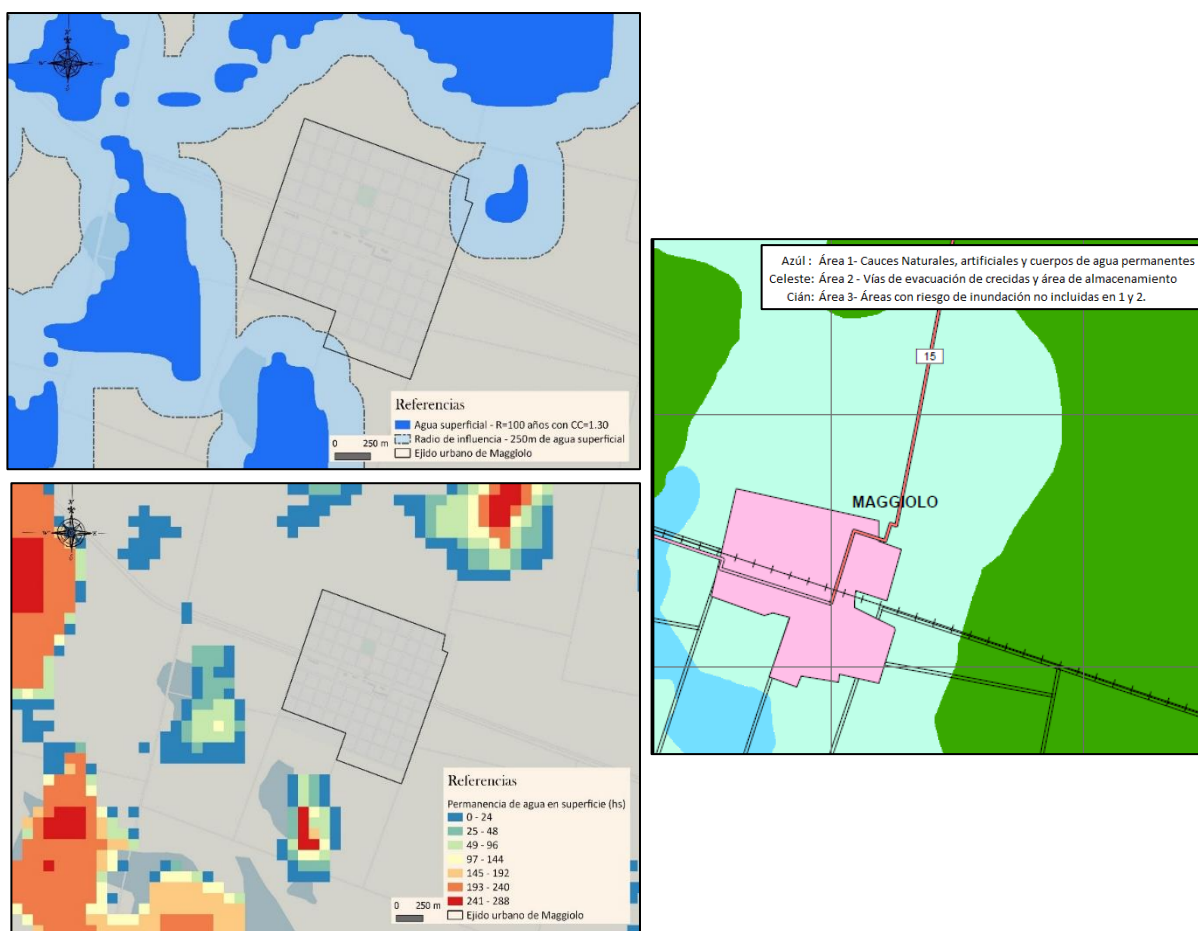 Referencias
Agua superficial - R=100 años con CC=1.30
Radio de influencia - 250m de agua superficial
Ejido urbano de Maggiolo
0 250 m
Azúl : Área 1- Cauces Naturales, artificiales y cuerpos de agua permanentes
Celeste: Área 2 - Vías de evacuación de crecidas y área de almacenamiento
Cián: Área 3- Áreas con riesgo de inundación no incluidas en 1 y 2.
15
MAGGIOLO
Referencias
Permanencia de agua en superficie (hs)
0 - 24
25 - 48
49 - 96
97 - 144
145 - 192
193 - 240
241 - 288
Ejido urbano de Maggiolo
0 250 m